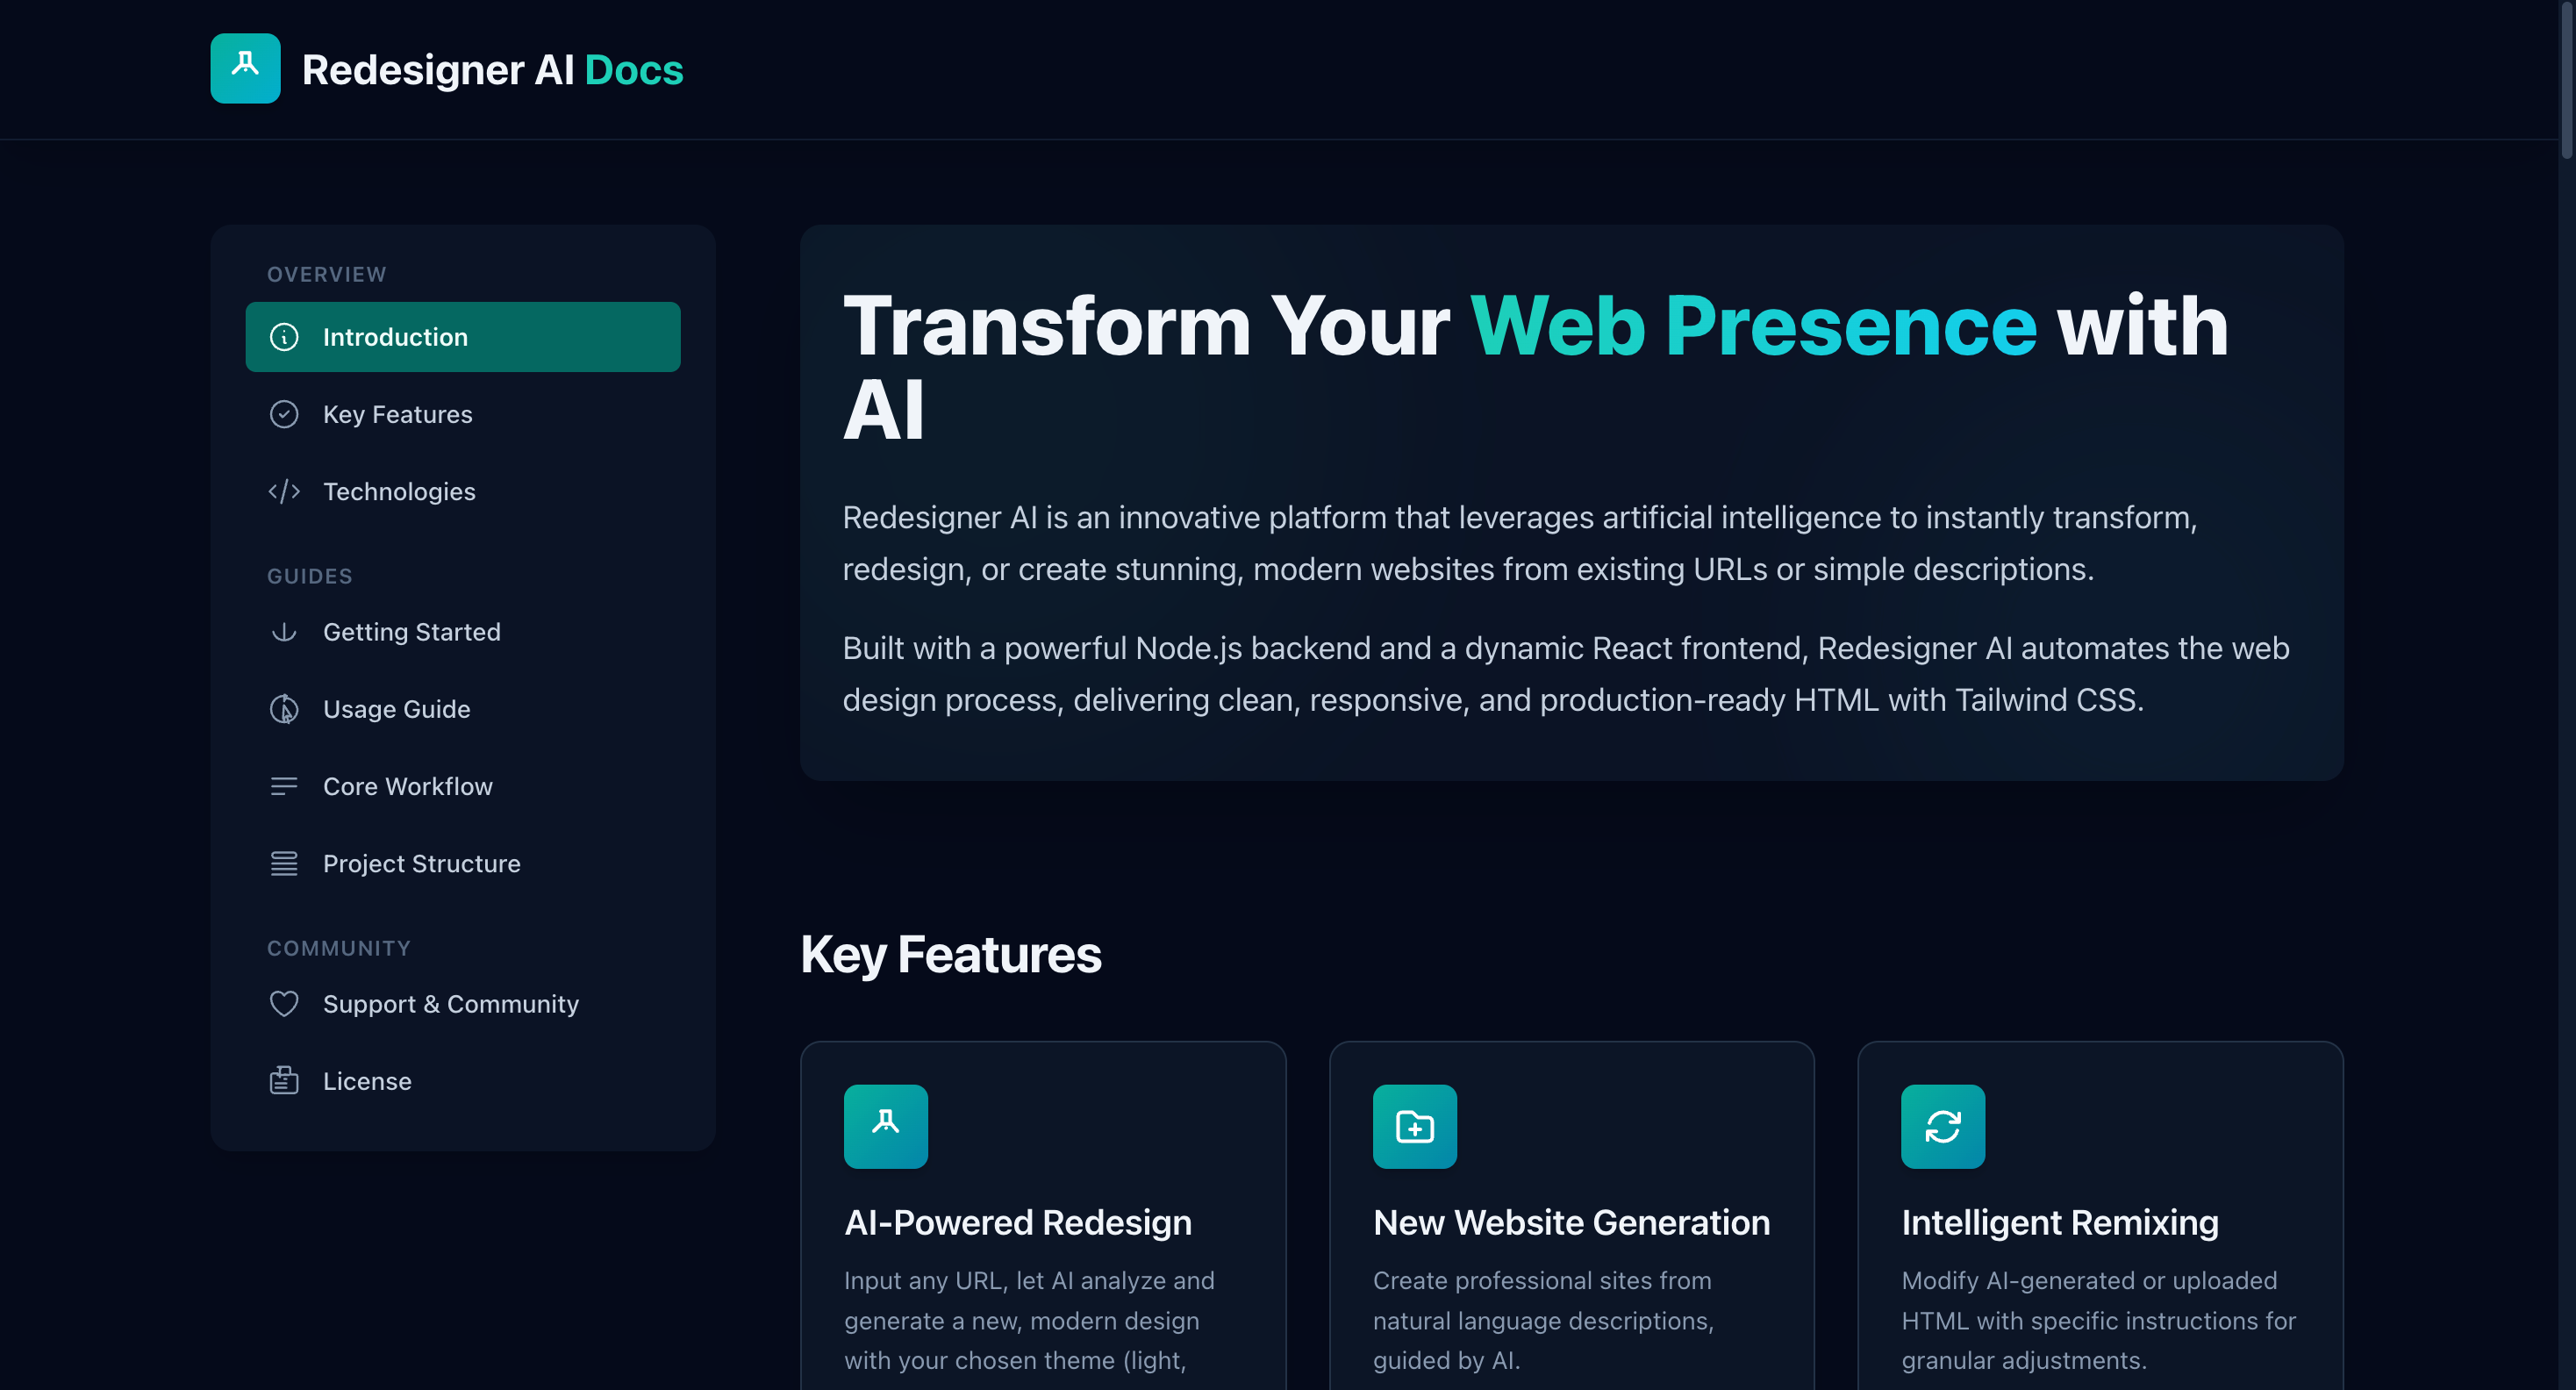 Redesigner AI Docs
OVERVIEW
Introduction
Key Features
Technologies
GUIDES
Getting Started
Usage Guide
Core Workflow
Project Structure
COMMUNITY
Support & Community
License
Transform Your Web Presence with
AI
Redesigner AI is an innovative platform that leverages artificial intelligence to instantly transform,
redesign, or create stunning, modern websites from existing URLs or simple descriptions.
Built with a powerful Node.js backend and a dynamic React frontend, Redesigner AI automates the web
design process, delivering clean, responsive, and production-ready HTML with Tailwind CSS.
Key Features
AI-Powered Redesign
Input any URL, let AI analyze and
generate a new, modern design
with your chosen theme (light,
New Website Generation
Create professional sites from
natural language descriptions,
guided by AI.
Intelligent Remixing
Modify AI-generated or uploaded
HTML with specific instructions for
granular adjustments.